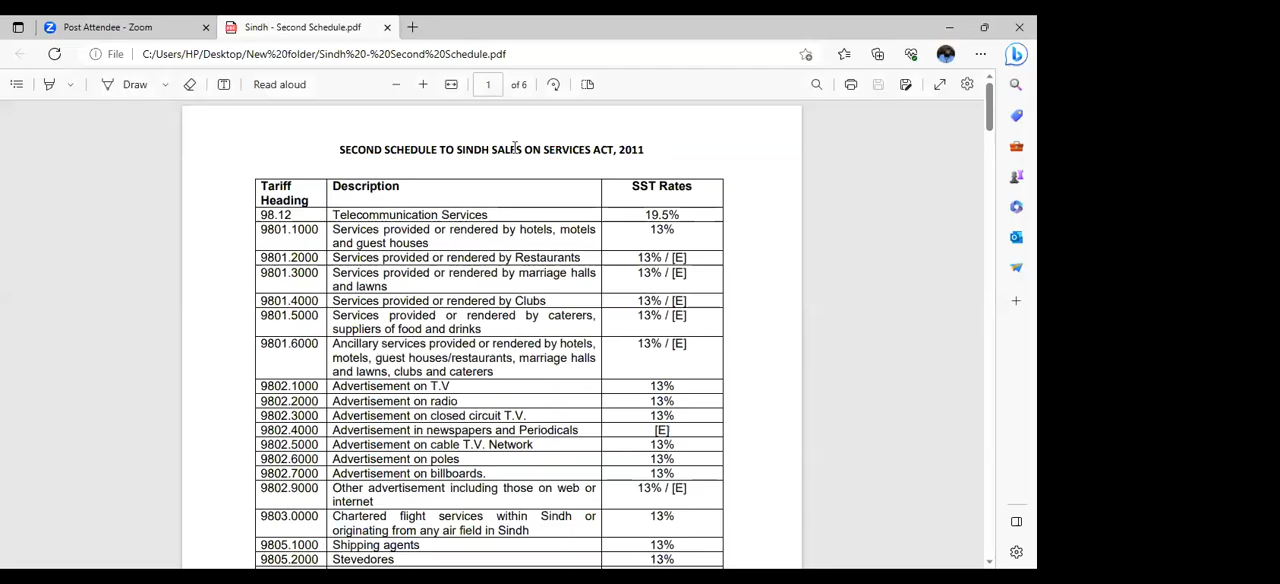 Post Attendee - Zoom
Sindh - Second Schedule.pdf
File C:/Users/HP/Desktop/New%20folder/Sindh%20-%20Second%20Schedule.pdf
Draw Read aloud 1 of 6
SECOND SCHEDULE TO SINDH SALES ON SERVICES ACT, 2011
Tariff Description SST Rates
Heading
98.12 Telecommunication Services 19.5%
9801.1000 Services provided or rendered by hotels, motels 13%
and guest houses
9801.2000 Services provided or rendered by Restaurants 13% / [E]
9801.3000 Services provided or rendered by marriage halls 13% / [E]
and lawns
9801.4000 Services provided or rendered by Clubs 13% / [E]
9801.5000 Services provided or rendered by caterers, 13% / [E]
suppliers of food and drinks
9801.6000 Ancillary services provided or rendered by hotels, 13% / [E]
motels, guest houses/restaurants, marriage halls
and lawns, clubs and caterers
9802.1000 Advertisement on T.V 13%
9802.2000 Advertisement on radio 13%
9802.3000 Advertisement on closed circuit T.V. 13%
9802.4000 Advertisement in newspapers and Periodicals [E]
9802.5000 Advertisement on cable T.V. Network 13%
9802.6000 Advertisement on poles 13%
9802.7000 Advertisement on billboards. 13%
9802.9000 Other advertisement including those on web or 13% / [E]
internet
9803.0000 Chartered flight services within Sindh or 13%
originating from any air field in Sindh
9805.1000 Shipping agents 13%
9805.2000 Stevedores 13%